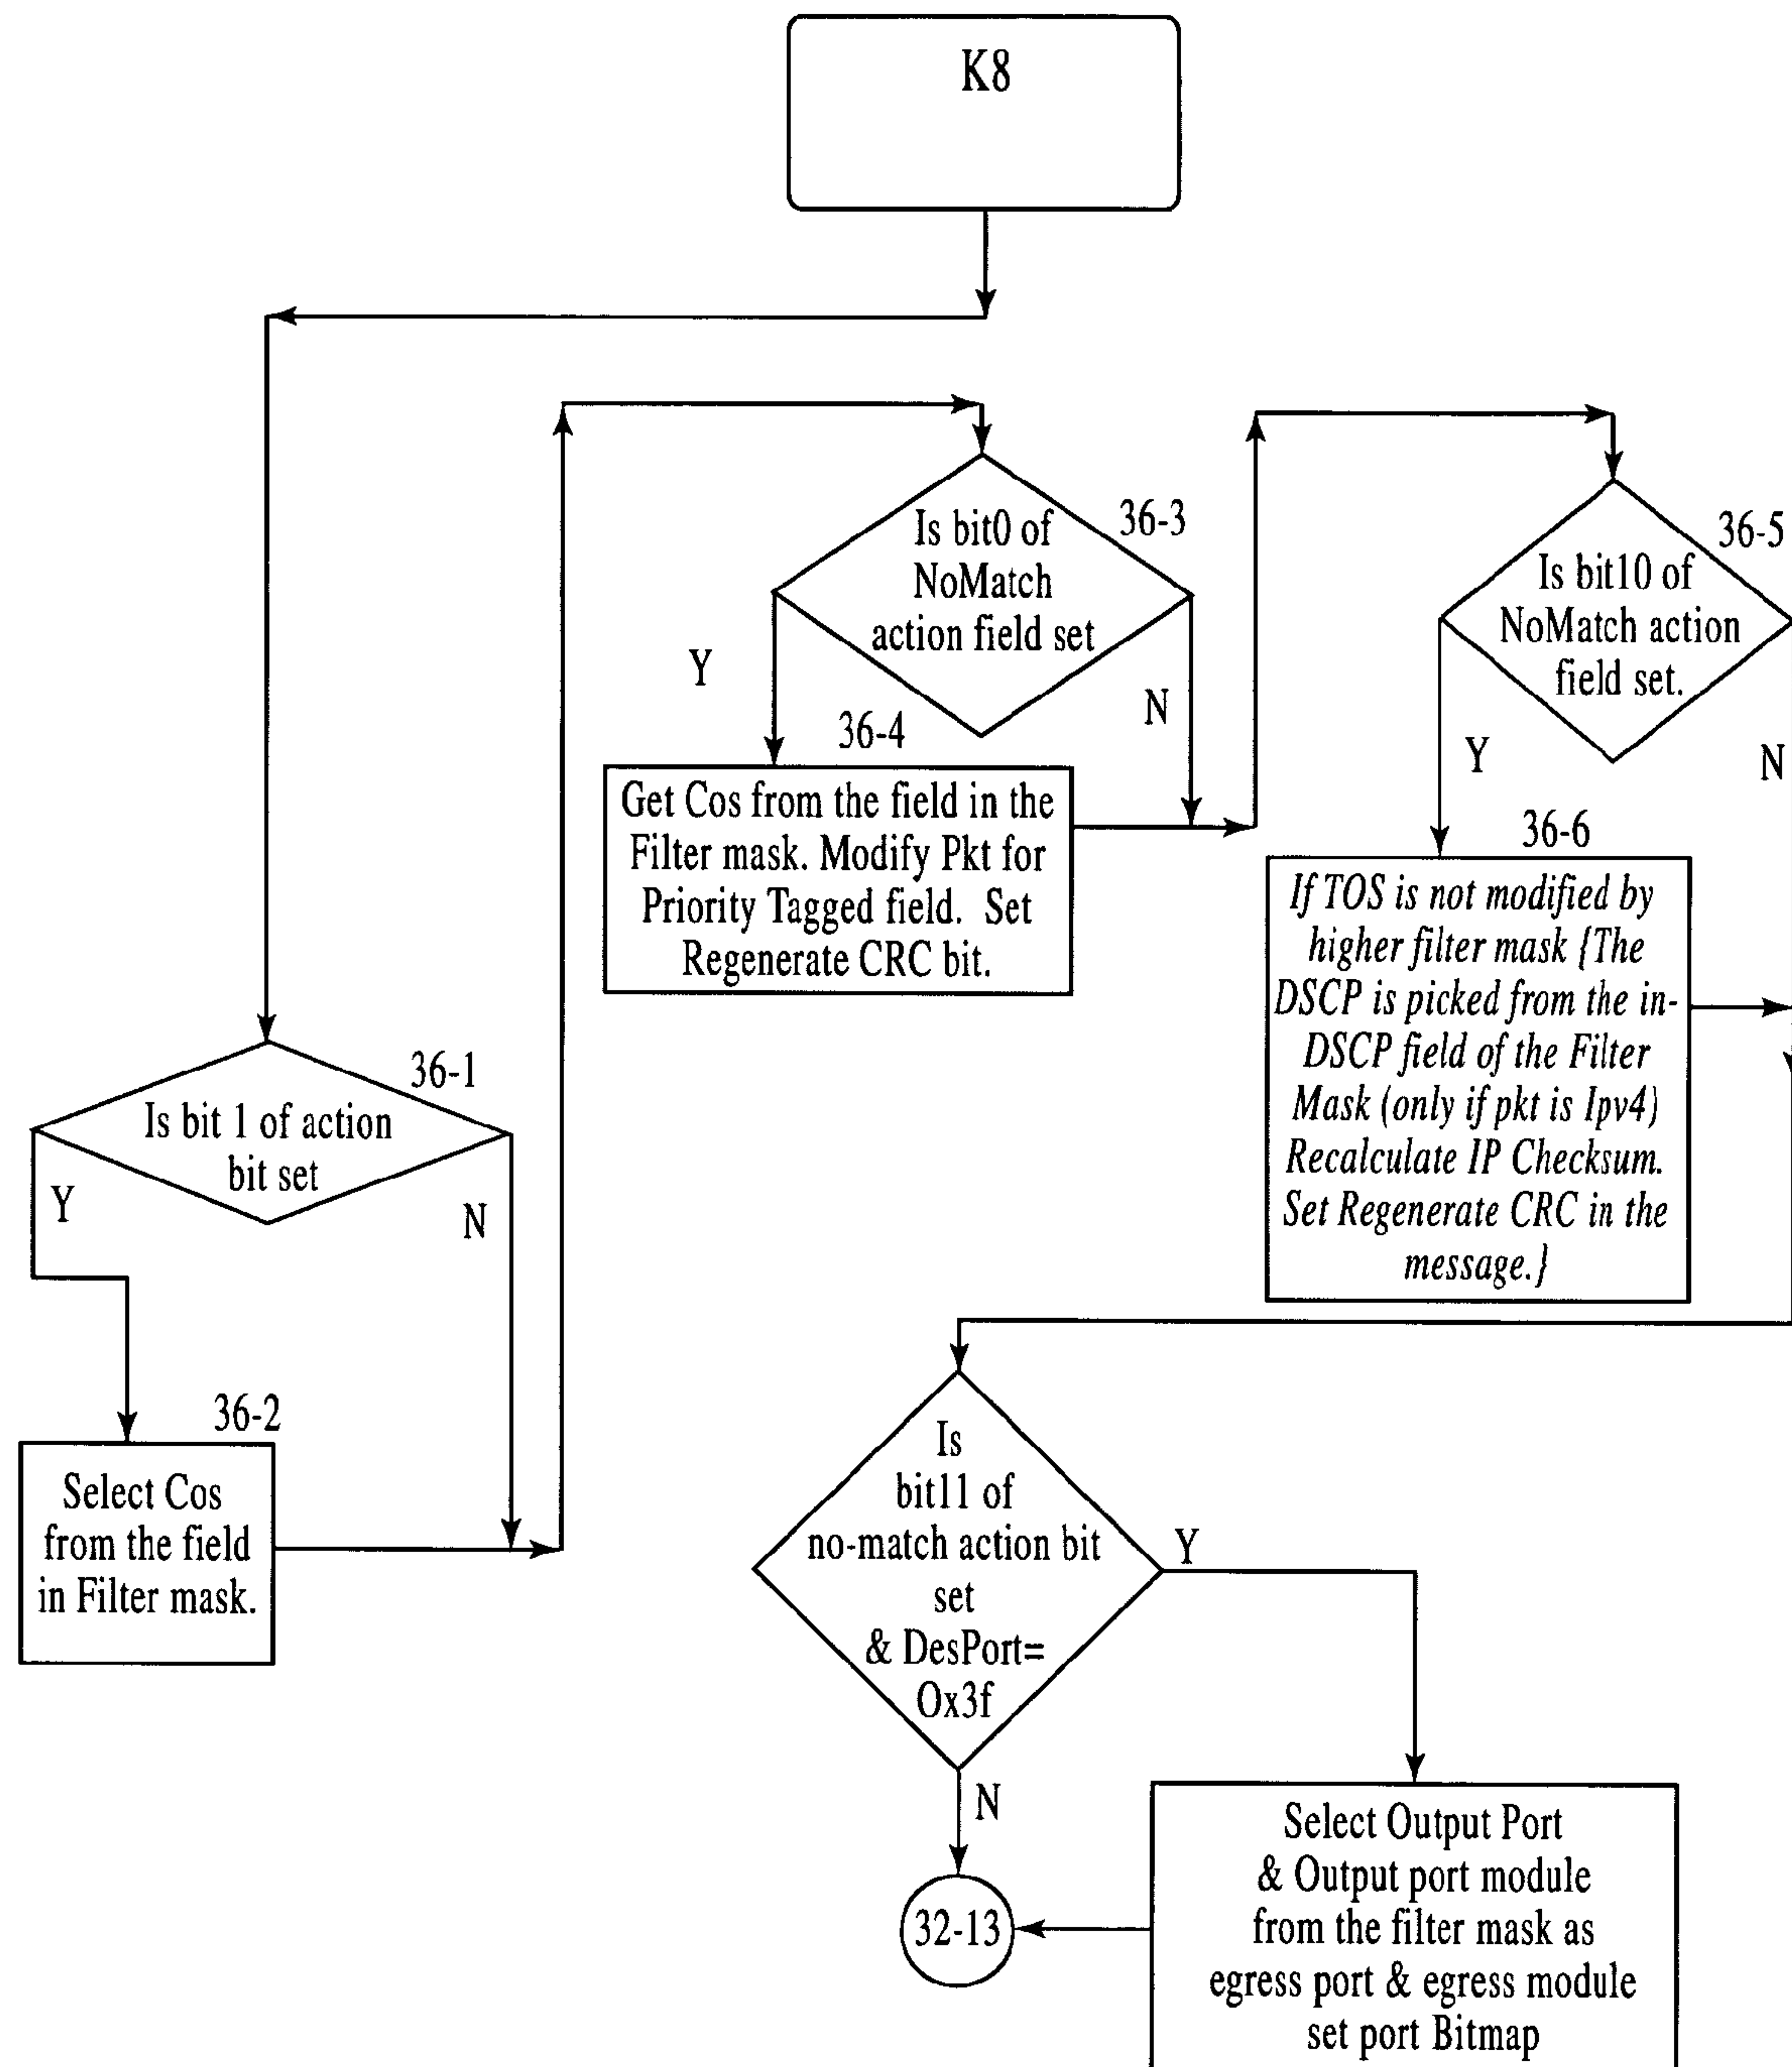 K8
36-1
Is bit 1 of action
bit set
Y
N
36-2
Select Cos
from the field
in Filter mask.
36-3
Is bit0 of
NoMatch
action field set
Y
N
36-4
Get Cos from the field in the
Filter mask. Modify Pkt for
Priority Tagged field. Set
Regenerate CRC bit.
36-5
Is bit10 of
NoMatch action
field set.
Y
N
36-6
If TOS is not modified by
higher filter mask {The
DSCP is picked from the in-
DSCP field of the Filter
Mask (only if pkt is Ipv4)
Recalculate IP Checksum.
Set Regenerate CRC in the
message.}
Is
bit11 of
no-match action bit
set
& DesPort=
Ox3f
Y
N
32-13
Select Output Port
& Output port module
from the filter mask as
egress port & egress module
set port Bitmap